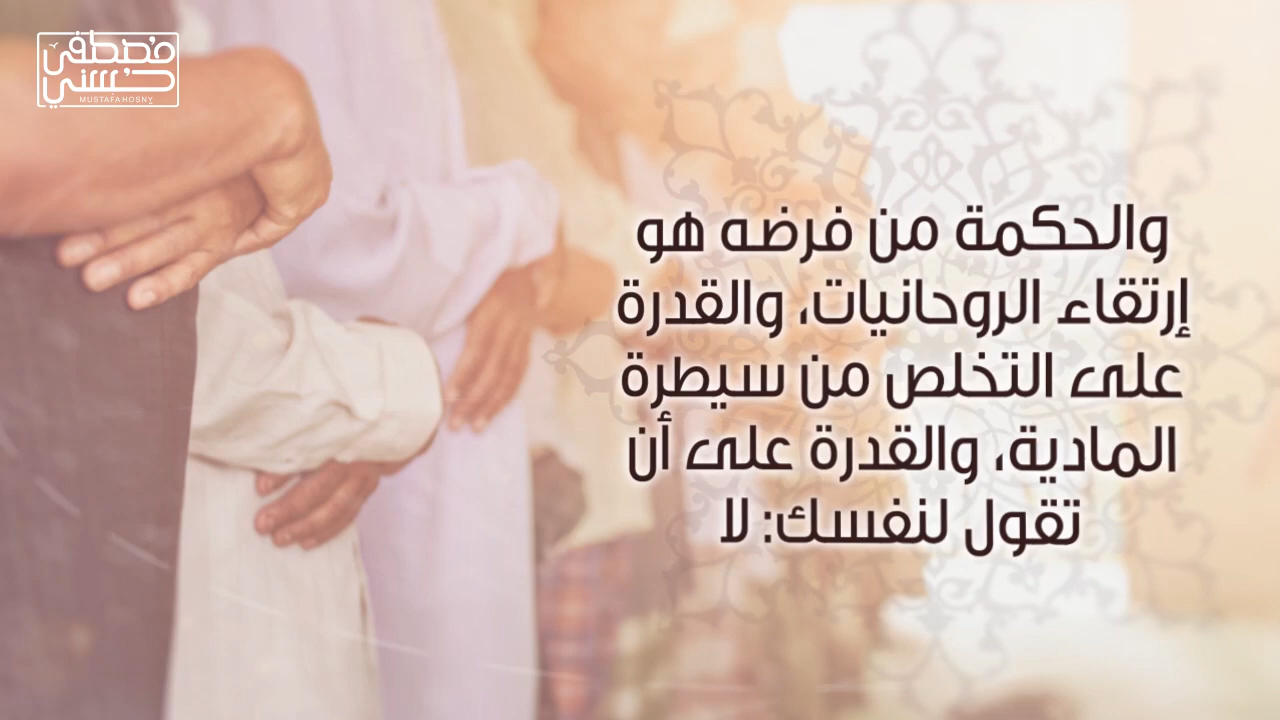 مصطفى
حسني
MUSTAFA HOSNY
والحكمة من فرضه هو
إرتقاء الروحانيات، والقدرة
على التخلص من سيطرة
المادية، والقدرة على أن
تقول لنفسك: لا